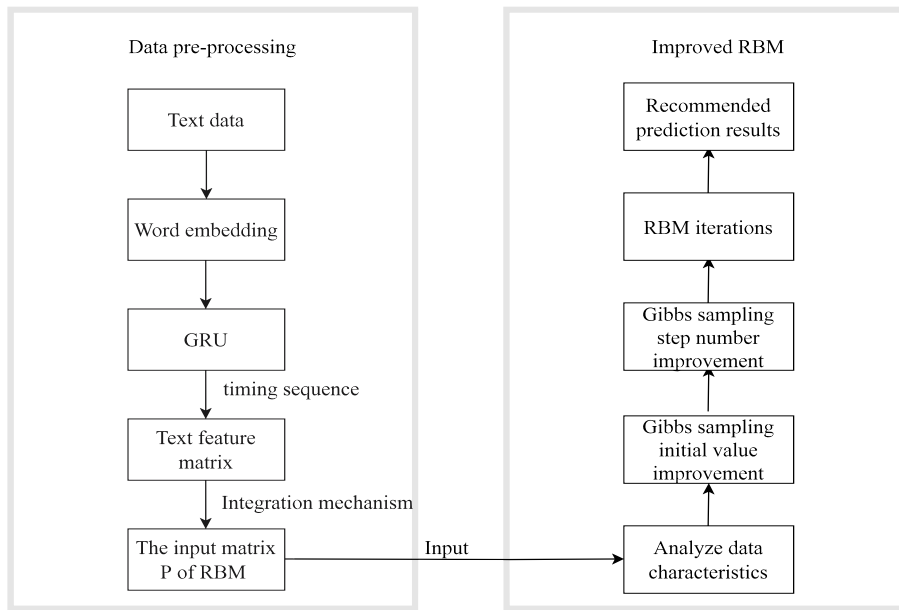 Data pre-processing
Text data
Word embedding
GRU
timing sequence
Text feature
matrix
Integration mechanism
The input matrix
P of RBM
Input
Improved RBM
Recommended
prediction results
RBM iterations
Gibbs sampling
step number
improvement
Gibbs sampling
initial value
improvement
Analyze data
characteristics